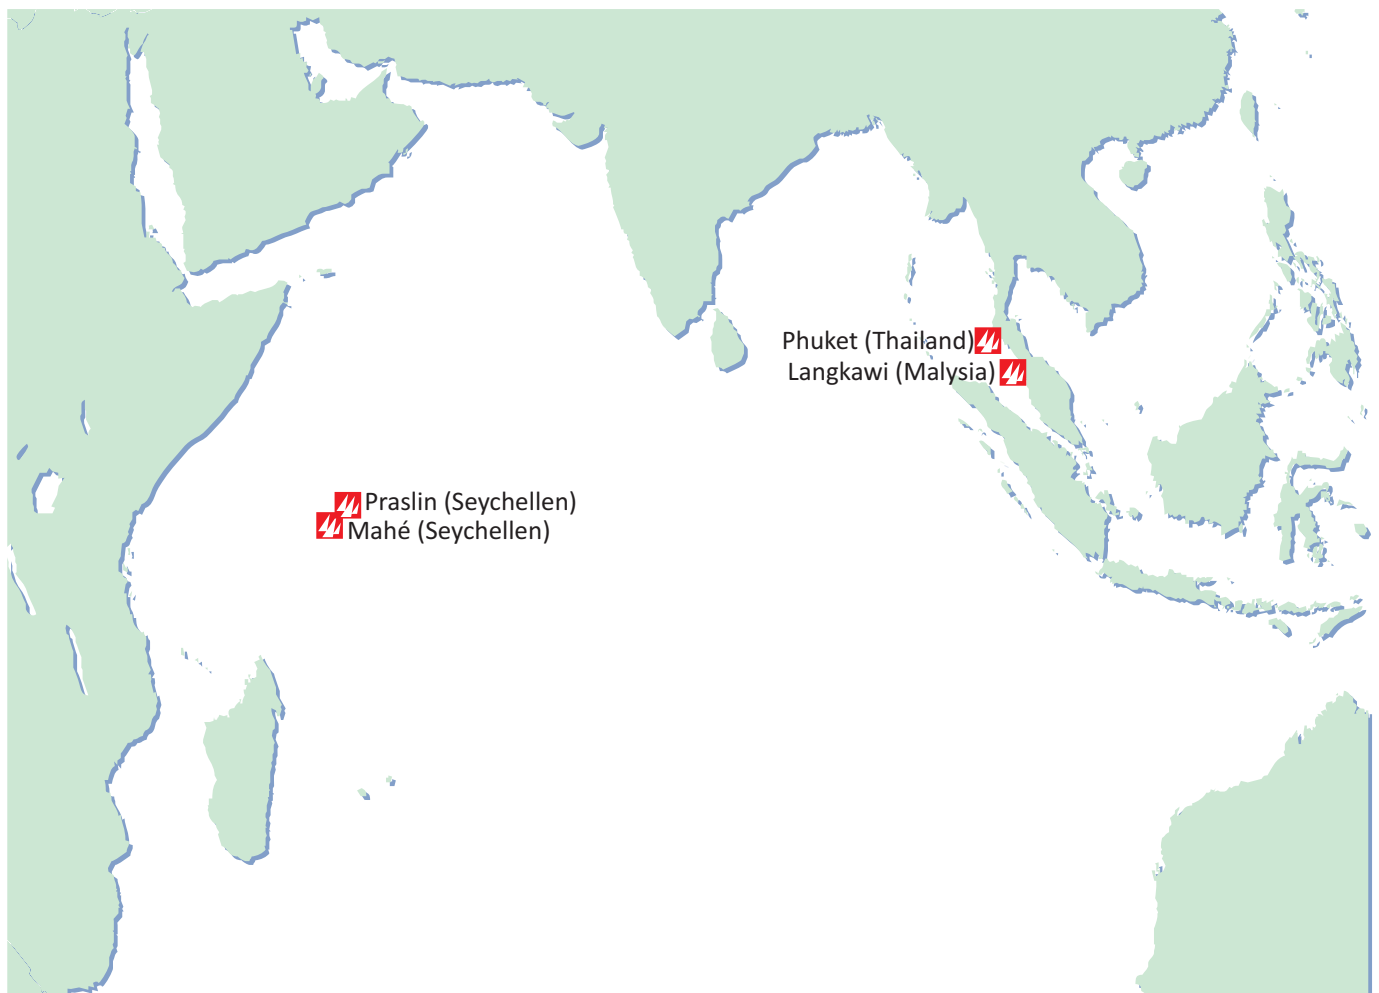 Phuket (Thailand)
Langkawi (Malysia)
Praslin (Seychellen)
Mahé (Seychellen)